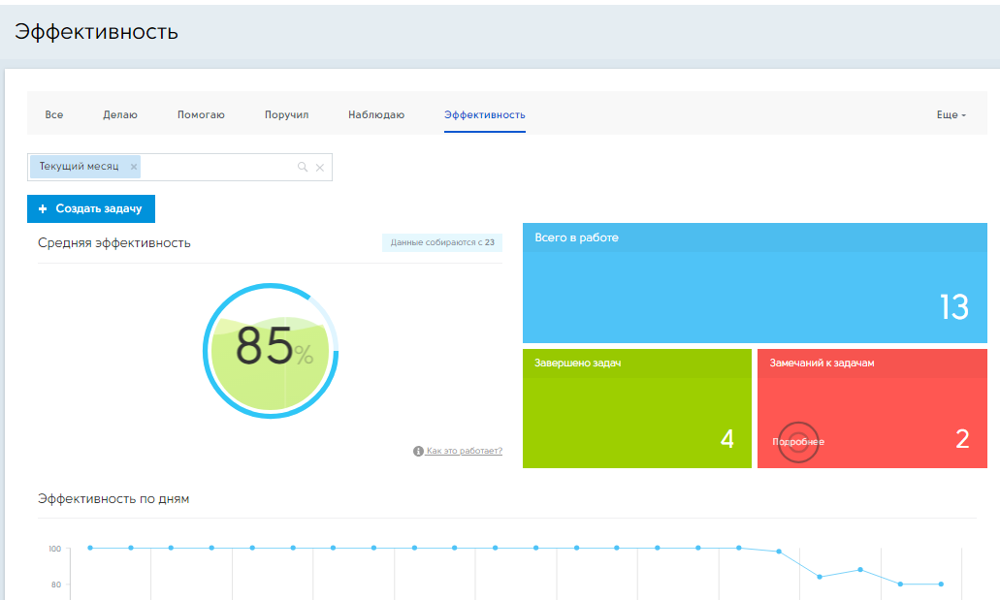 Эффективность
Все Делаю Помогаю Поручил Наблюдаю Эффективность Еще
Текущий месяц
+ Создать задачу
Средняя эффективность
Данные собираются с 23
85%
Как это работает?
Всего в работе
13
Завершено задач
4
Замечаний к задачам
Подробнее
2
Эффективность по дням
100
80